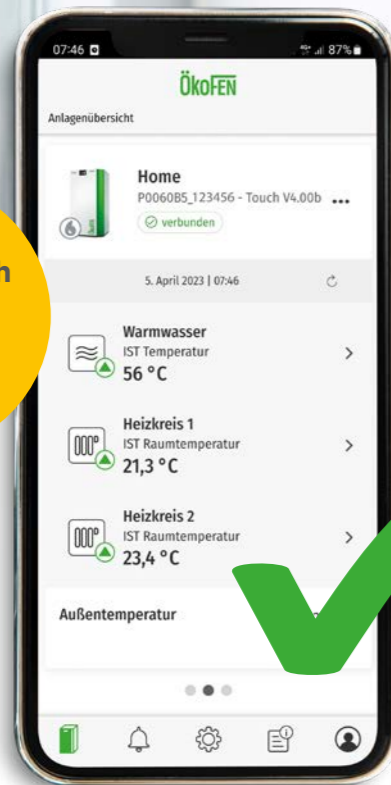 07:46 87%
ÖkoFEN
Anlagenübersicht
Home
P0060B5_123456 - Touch V4.00b
verbunden
5. April 2023 | 07:46
Warmwasser
IST Temperatur
56 °C
Heizkreis 1
IST Raumtemperatur
21,3 °C
Heizkreis 2
IST Raumtemperatur
23,4 °C
Außentemperatur